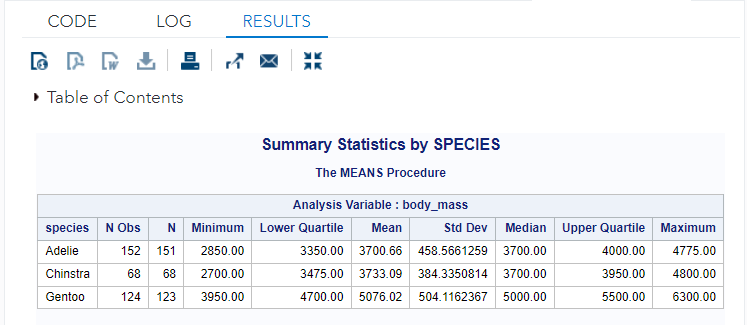 CODE LOG RESULTS
Table of Contents
Summary Statistics by SPECIES
The MEANS Procedure
Analysis Variable : body_mass
species N Obs N Minimum Lower Quartile Mean Std Dev Median Upper Quartile Maximum
Adelie 152 151 2850.00 3350.00 3700.66 458.5661259 3700.00 4000.00 4775.00
Chinstra 68 68 2700.00 3475.00 3733.09 384.3350814 3700.00 3950.00 4800.00
Gentoo 124 123 3950.00 4700.00 5076.02 504.1162367 5000.00 5500.00 6300.00